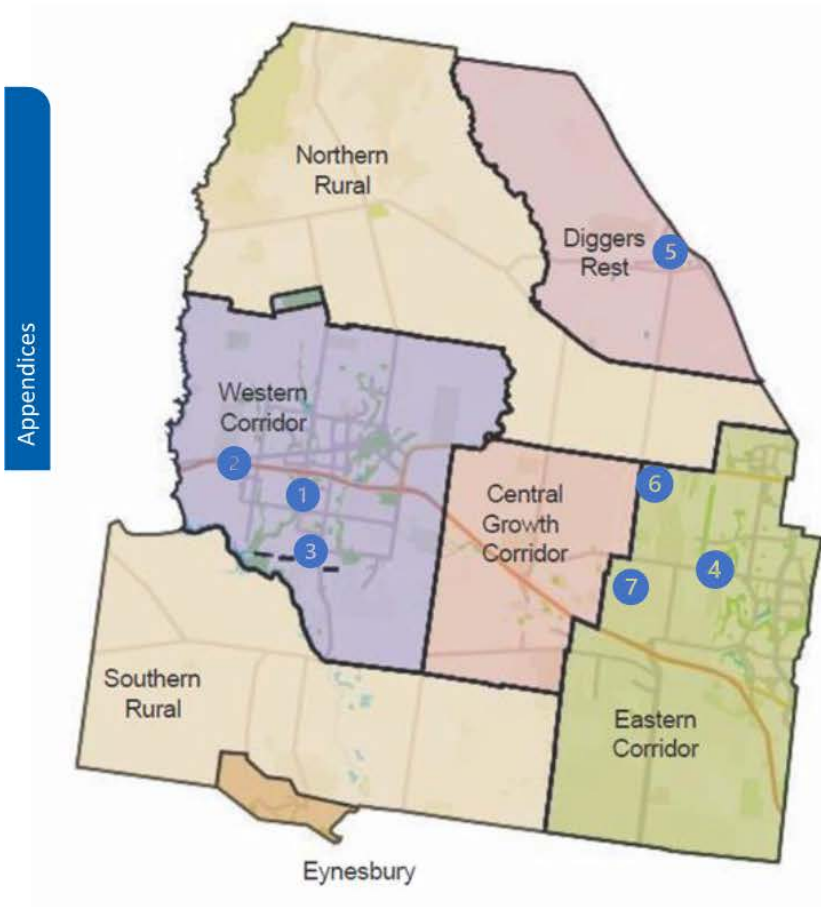 Appendices
Northern
Rural
Diggers
Rest
5
Western
Corridor
2
1
3
Central
Growth
Corridor
6
4
7
Southern
Rural
Eastern
Corridor
Eynesbury